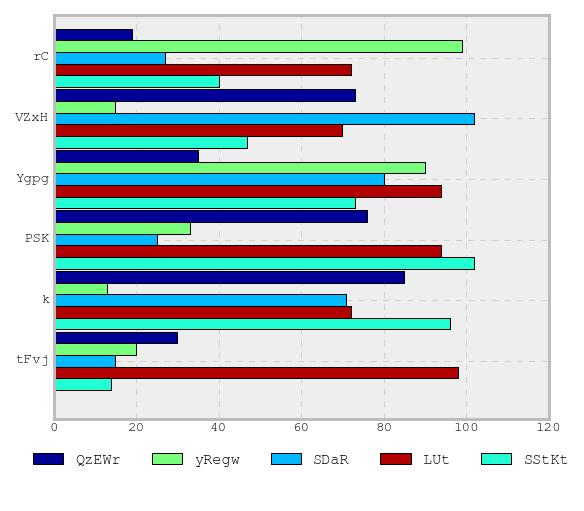 rC
VZxH
Ygpg
PSK
k
tFvj
0 20 40 60 80 100 120
QzEWr yRegw SDaR LUt SStKt